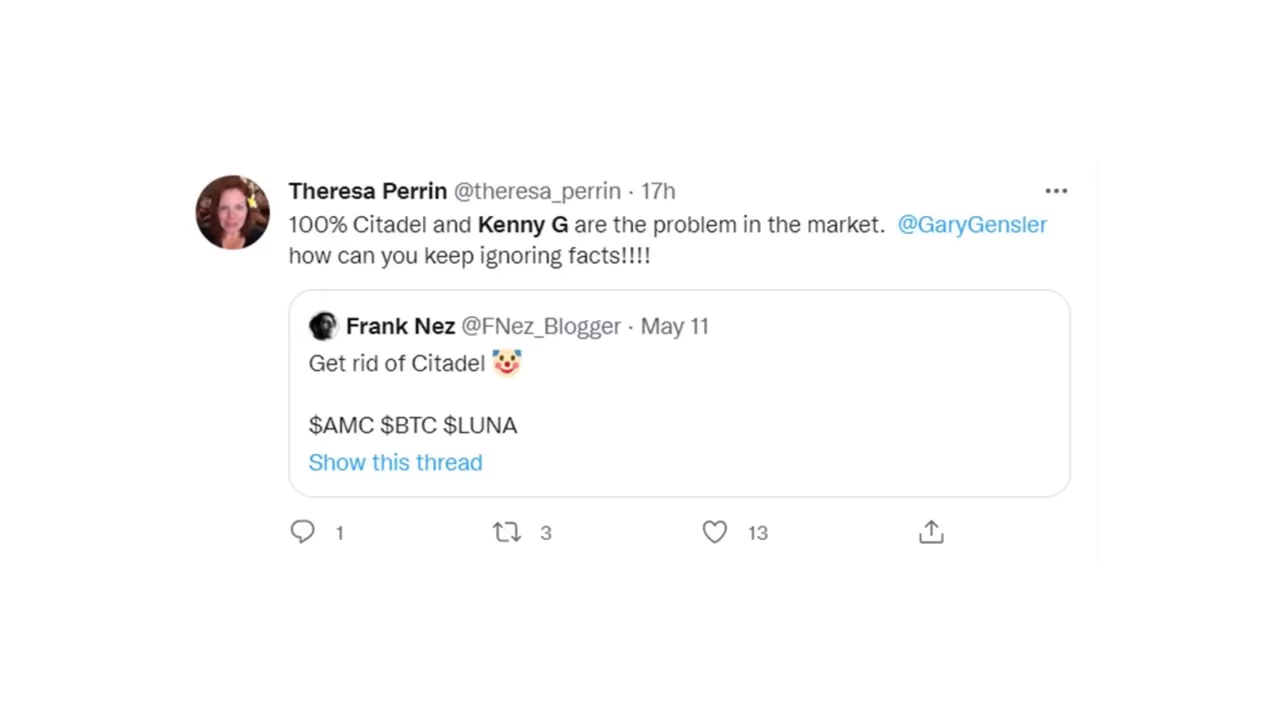 Theresa Perrin @theresa_perrin · 17h
100% Citadel and Kenny G are the problem in the market. @GaryGensler
how can you keep ignoring facts!!!!
Frank Nez @FNez_Blogger · May 11
Get rid of Citadel 🤡
$AMC $BTC $LUNA
Show this thread
1 3 13